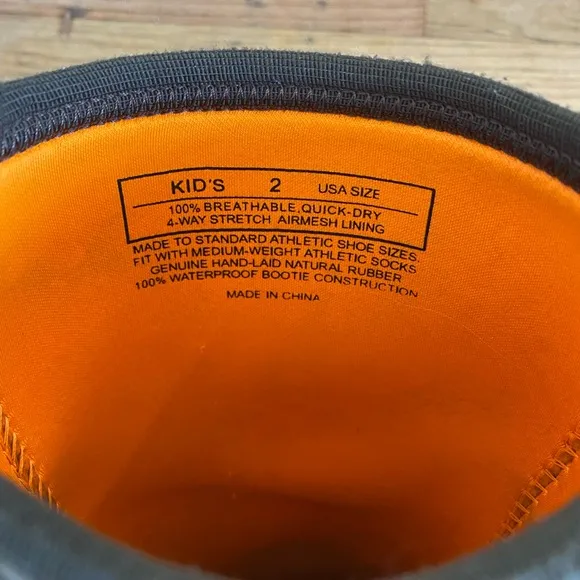 KID'S 2 USA SIZE
100% BREATHABLE,QUICK-DRY
4-WAY STRETCH AIRMESH LINING
MADE TO STANDARD ATHLETIC SHOE SIZES.
FIT WITH MEDIUM-WEIGHT ATHLETIC SOCKS
GENUINE HAND-LAID NATURAL RUBBER
100% WATERPROOF BOOTIE CONSTRUCTION
MADE IN CHINA